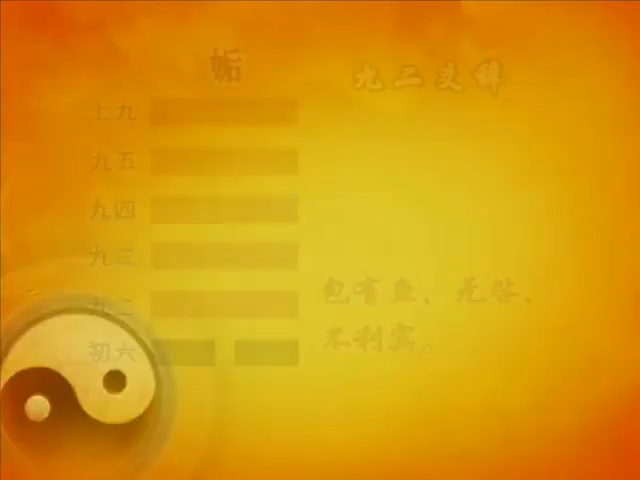 姤
九二爻辞
上九
九五
九四
九三
九二
初六
包有鱼，无咎，
不利宾。